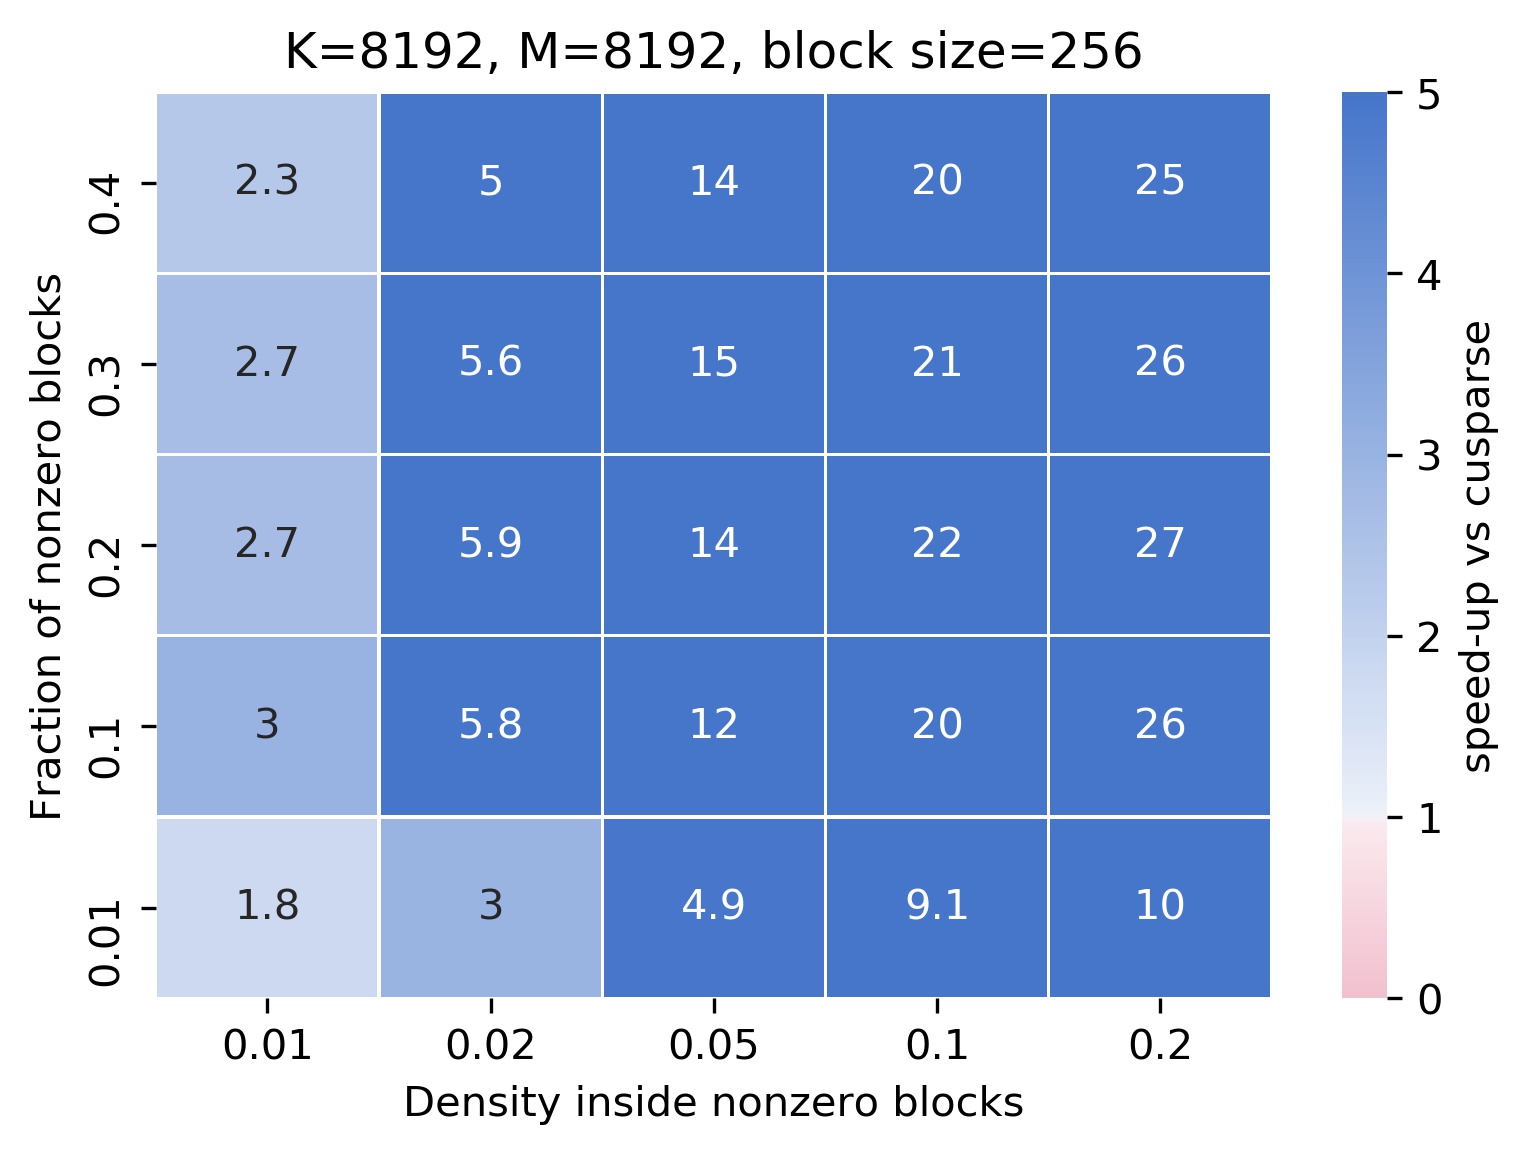 K=8192, M=8192, block size=256
Fraction of nonzero blocks
0.4 2.3 5 14 20 25
0.3 2.7 5.6 15 21 26
0.2 2.7 5.9 14 22 27
0.1 3 5.8 12 20 26
0.01 1.8 3 4.9 9.1 10
0.01 0.02 0.05 0.1 0.2
Density inside nonzero blocks
5
4
3
2
1
0
speed-up vs cusparse